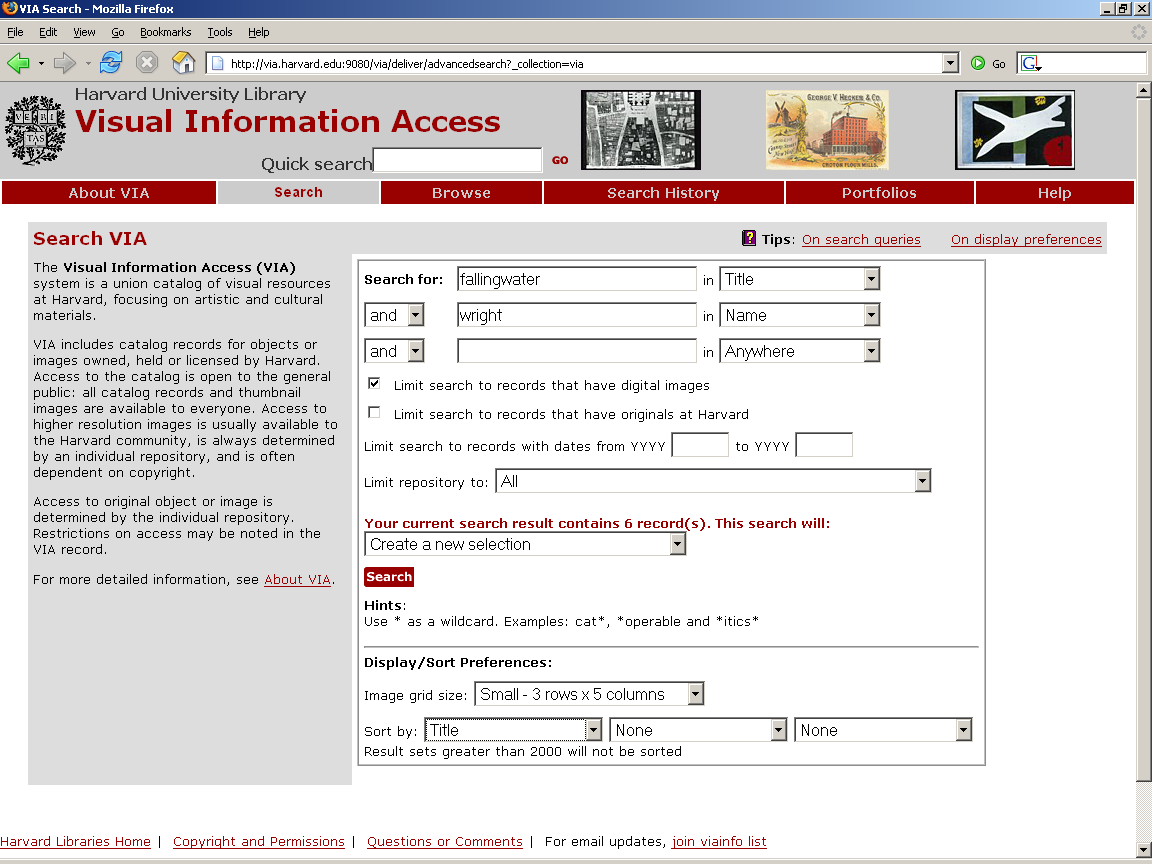 VIA Search - Mozilla Firefox
File Edit View Go Bookmarks Tools Help
http://via.harvard.edu:9080/via/deliver/advancedsearch?_collection=via
Go
G
VE RI
TAS
Harvard University Library
Visual Information Access
Quick search
GO
GEORGE V. HECKER & Co.
CROTON FLOUR MILLS.
About VIA
Search
Browse
Search History
Portfolios
Help
Search VIA
? Tips: On search queries On display preferences
The Visual Information Access (VIA)
system is a union catalog of visual resources
at Harvard, focusing on artistic and cultural
materials.
VIA includes catalog records for objects or
images owned, held or licensed by Harvard.
Access to the catalog is open to the general
public: all catalog records and thumbnail
images are available to everyone. Access to
higher resolution images is usually available to
the Harvard community, is always determined
by an individual repository, and is often
dependent on copyright.
Access to original object or image is
determined by the individual repository.
Restrictions on access may be noted in the
VIA record.
For more detailed information, see About VIA.
Search for: fallingwater in Title
and wright in Name
and in Anywhere
Limit search to records that have digital images
Limit search to records that have originals at Harvard
Limit search to records with dates from YYYY to YYYY
Limit repository to: All
Your current search result contains 6 record(s). This search will:
Create a new selection
Search
Hints:
Use * as a wildcard. Examples: cat*, *operable and *itics*
Display/Sort Preferences:
Image grid size: Small - 3 rows x 5 columns
Sort by: Title None None
Result sets greater than 2000 will not be sorted
Harvard Libraries Home | Copyright and Permissions | Questions or Comments | For email updates, join viainfo list